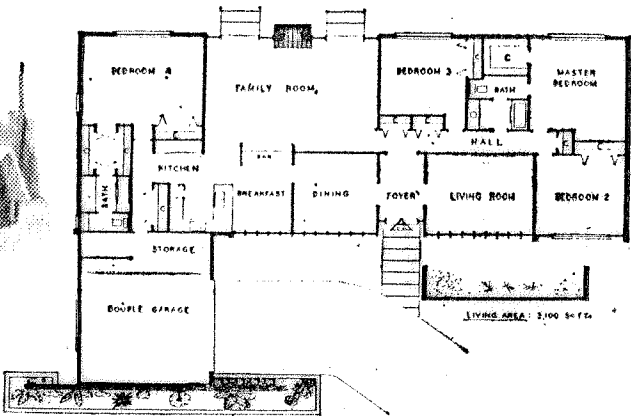 BEDROOM 4
FAMILY ROOM
BEDROOM 3
C
BATH
MASTER
BEDROOM
C
C
C
HALL
C
C
C
C
KITCHEN
BAR
BATH
C
BREAKFAST
DINING
FOYER
LIVING ROOM
BEDROOM 2
STORAGE
DOUBLE GARAGE
LIVING AREA: 2,100 SQ FT.